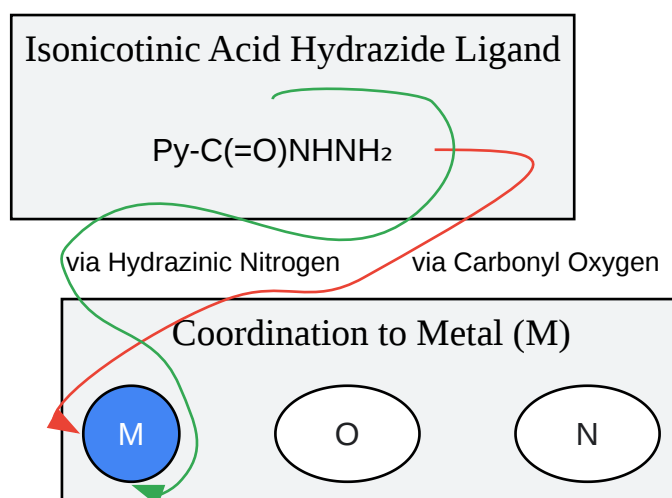 Isonicotinic Acid Hydrazide Ligand
Py-C(=O)NHNH₂
via Hydrazinic Nitrogen
via Carbonyl Oxygen
Coordination to Metal (M)
M
O
N